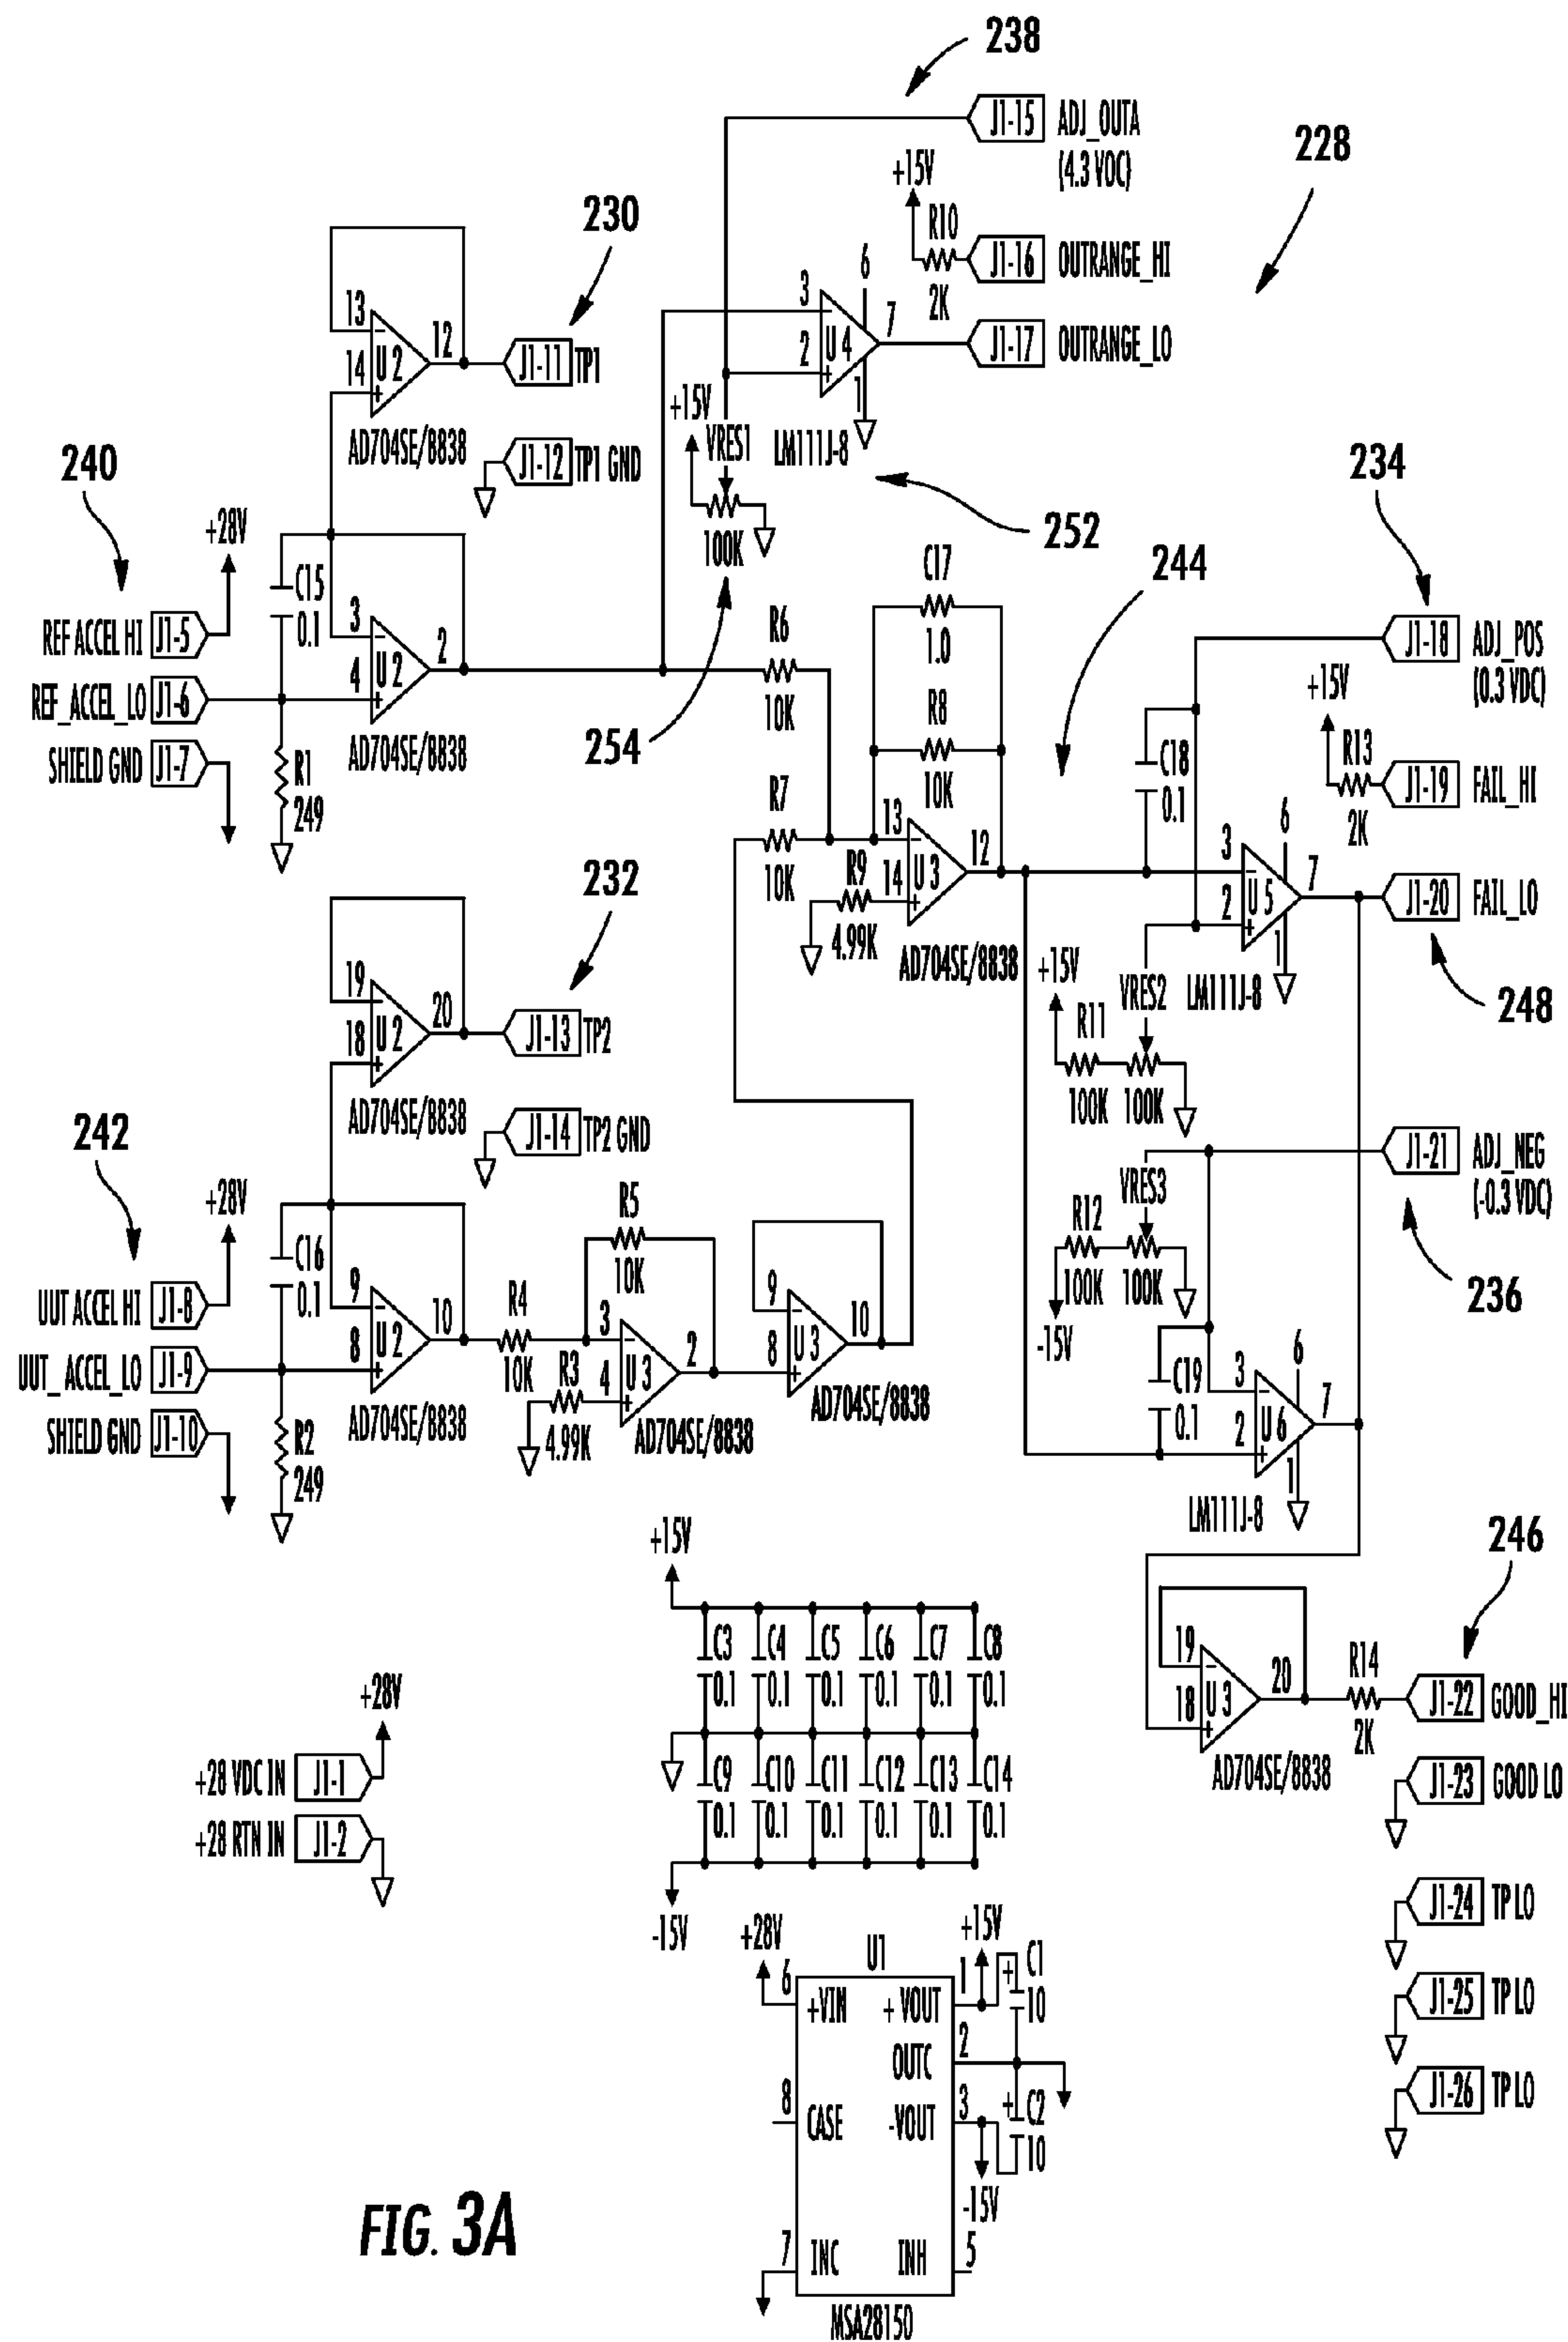 238
J1-15 ADJ_OUTA
(4.3 VOC)
228
+15V
R10
2K
J1-16 OUTRANGE_HI
J1-17 OUTRANGE_LO
230
13
14
U2
12
J1-11 TP1
AD704SE/8838
J1-12 TP1 GND
3
2
U4
6
7
1
LM111J-8
+15V
VRES1
100K
252
254
240
+28V
REF ACCEL HI J1-5
REF_ACCEL_LO J1-6
SHIELD GND J1-7
C15
0.1
3
4
U2
2
AD704SE/8838
R1
249
R6
10K
R7
10K
C17
1.0
R8
10K
244
13
14
U3
12
R9
4.99K
AD704SE/8838
234
J1-18 ADJ_POS
(0.3 VDC)
+15V
R13
2K
J1-19 FAIL_HI
J1-20 FAIL_LO
248
C18
0.1
3
2
U5
6
7
1
LM111J-8
+15V
VRES2
R11
100K 100K
232
19
18
U2
20
J1-13 TP2
AD704SE/8838
J1-14 TP2 GND
242
+28V
UUT ACCEL HI J1-8
UUT_ ACCEL_LO J1-9
SHIELD GND J1-10
C16
0.1
9
8
U2
10
AD704SE/8838
R2
249
R4
10K
R5
10K
R3
4.99K
3
4
U3
2
AD704SE/8838
9
8
U3
10
AD704SE/8838
J1-21 ADJ_NEG
(-0.3 VDC)
236
VRES3
R12
100K 100K
-15V
C19
0.1
3
2
U6
6
7
1
LM111J-8
246
19
18
U3
20
AD704SE/8838
R14
2K
J1-22 GOOD_HI
J1-23 GOOD LO
J1-24 TP LO
J1-25 TP LO
J1-26 TP LO
+15V
C3 C4 C5 C6 C7 C8
0.1 0.1 0.1 0.1 0.1 0.1
C9 C10 C11 C12 C13 C14
0.1 0.1 0.1 0.1 0.1 0.1
-15V
+28V
+28 VDC IN J1-1
+28 RTN IN J1-2
+28V
U1
+15V
6
+VIN
+ VOUT
1
C1
+
10
OUTC
2
8
CASE
-VOUT
3
C2
+
10
-15V
7
INC
INH
5
MSA28150
FIG. 3A